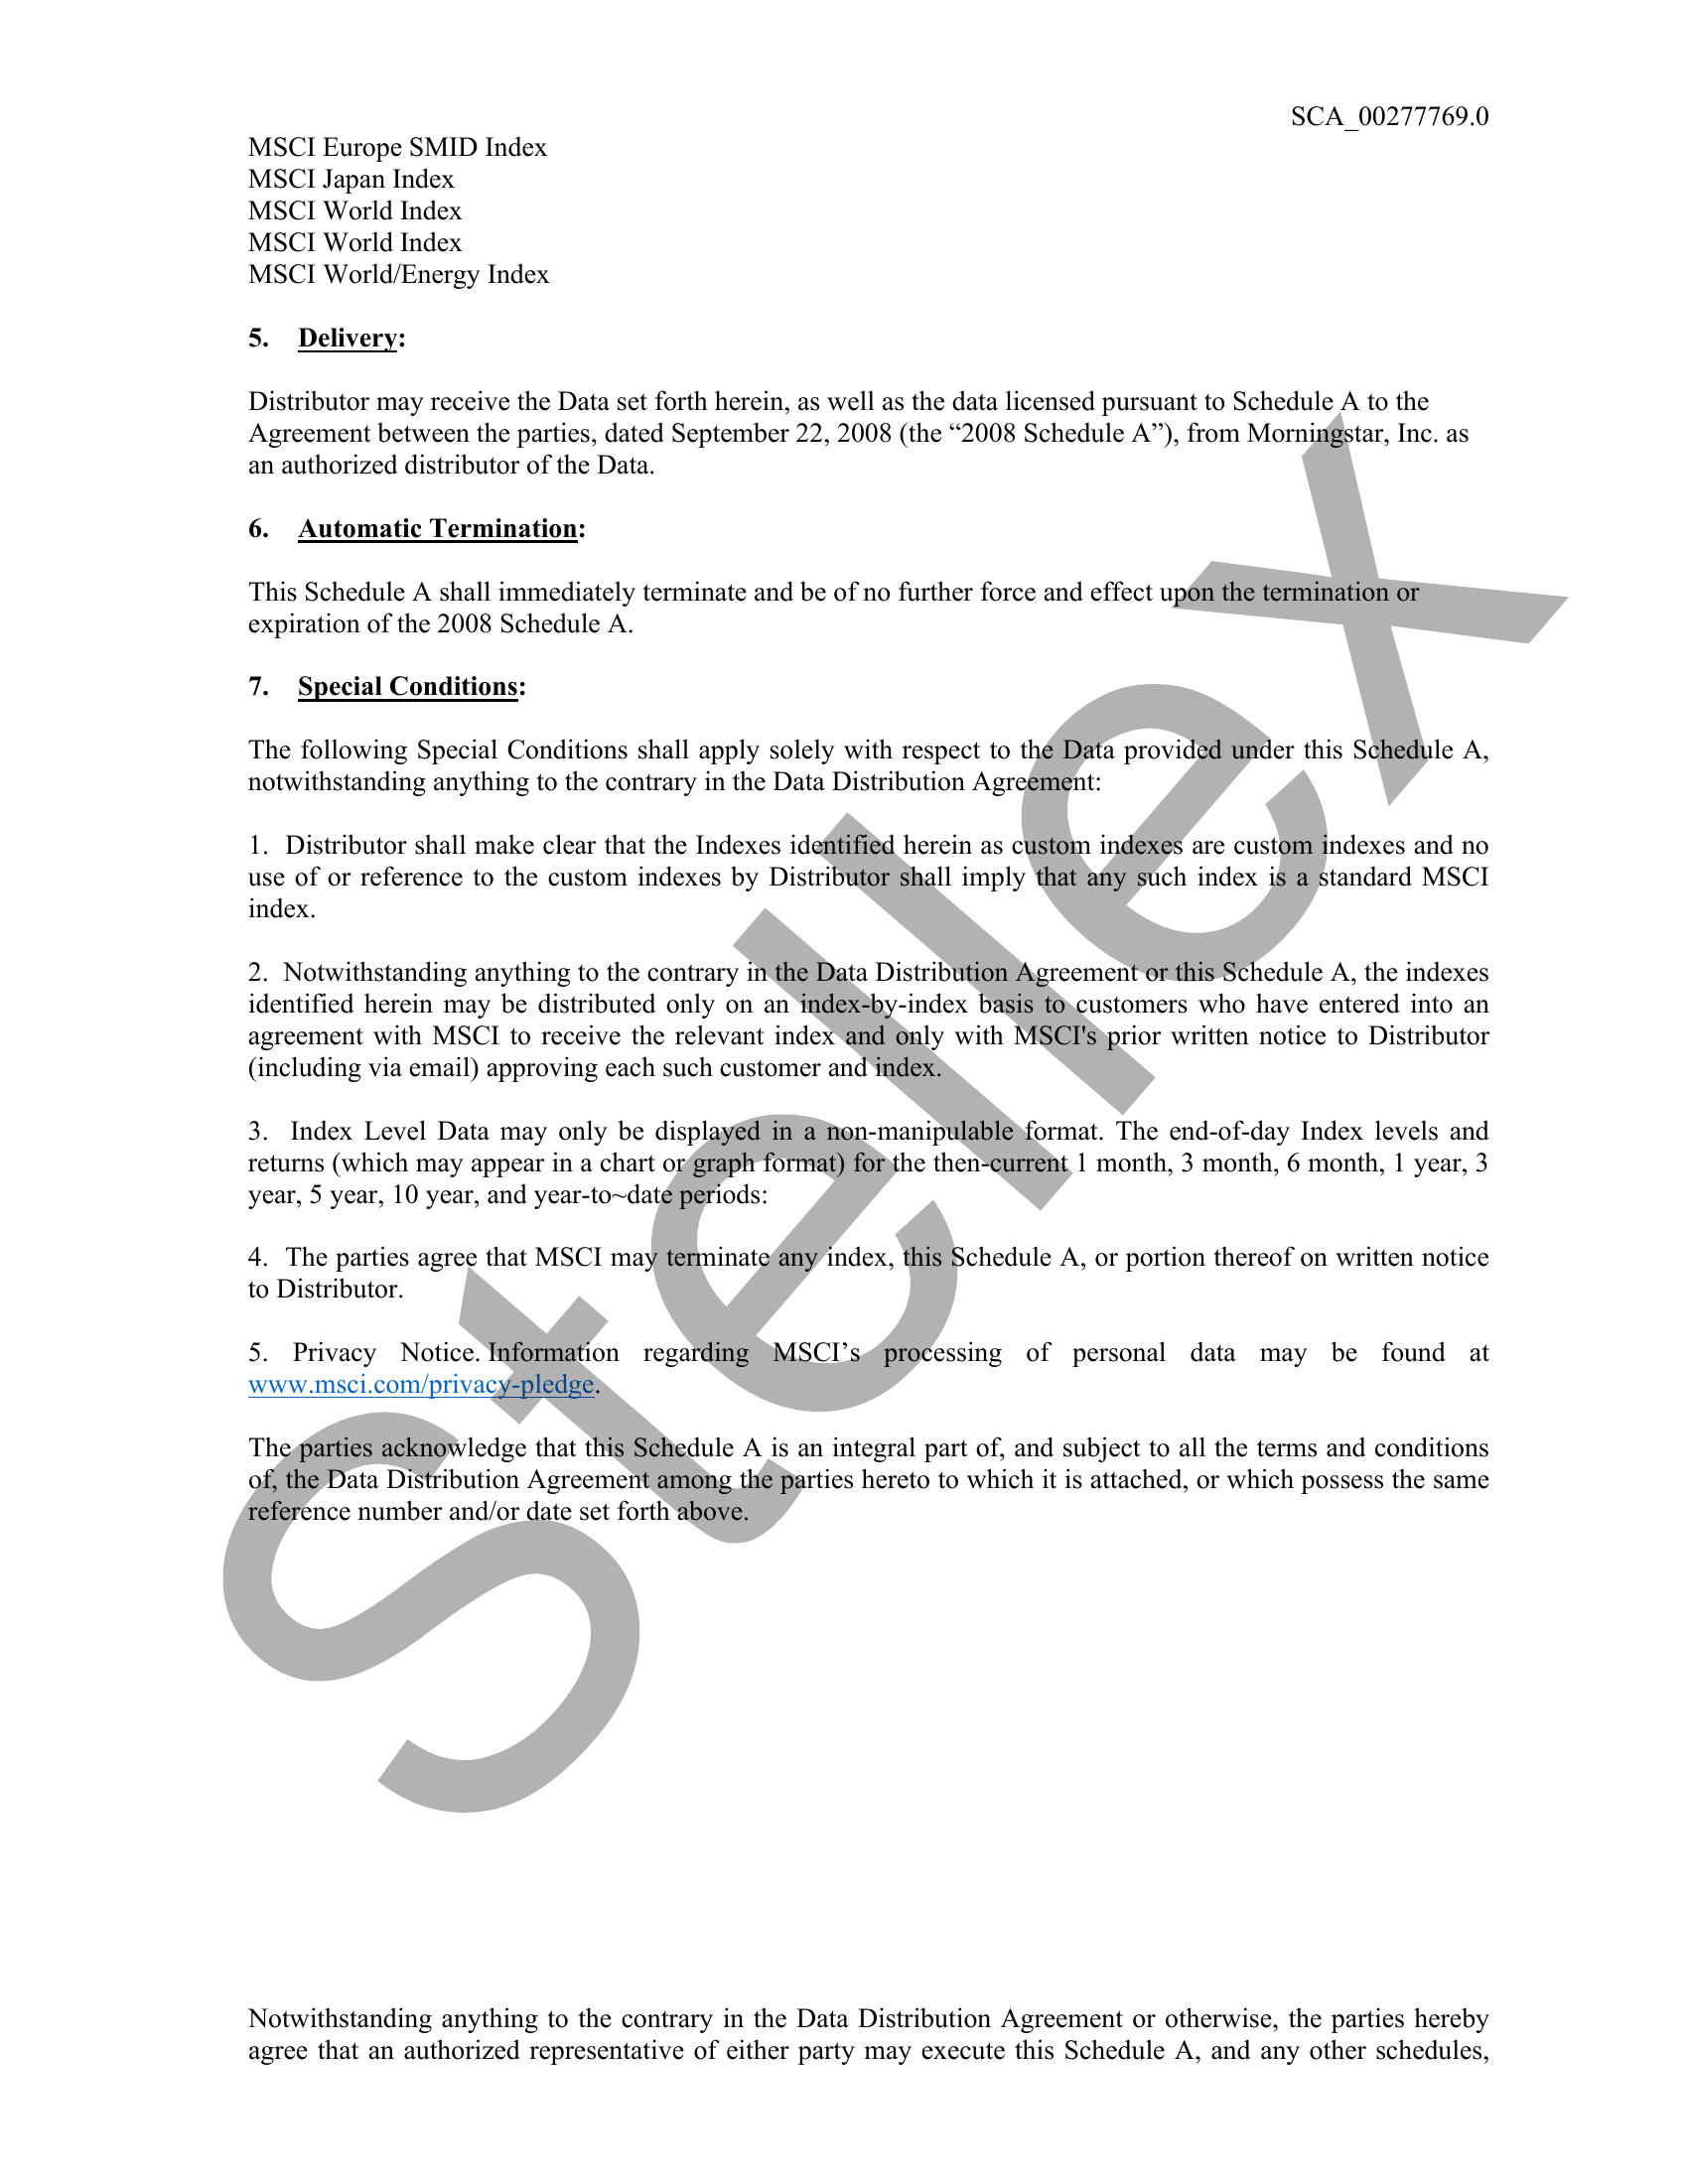 SCA_00277769.0
MSCI Europe SMID Index
MSCI Japan Index
MSCI World Index
MSCI World Index
MSCI World/Energy Index
5. Delivery:
Distributor may receive the Data set forth herein, as well as the data licensed pursuant to Schedule A to the
Agreement between the parties, dated September 22, 2008 (the “2008 Schedule A”), from Morningstar, Inc. as
an authorized distributor of the Data.
6. Automatic Termination:
This Schedule A shall immediately terminate and be of no further force and effect upon the termination or
expiration of the 2008 Schedule A.
7. Special Conditions:
The following Special Conditions shall apply solely with respect to the Data provided under this Schedule A,
notwithstanding anything to the contrary in the Data Distribution Agreement:
1. Distributor shall make clear that the Indexes identified herein as custom indexes are custom indexes and no
use of or reference to the custom indexes by Distributor shall imply that any such index is a standard MSCI
index.
2. Notwithstanding anything to the contrary in the Data Distribution Agreement or this Schedule A, the indexes
identified herein may be distributed only on an index-by-index basis to customers who have entered into an
agreement with MSCI to receive the relevant index and only with MSCI's prior written notice to Distributor
(including via email) approving each such customer and index.
3. Index Level Data may only be displayed in a non-manipulable format. The end-of-day Index levels and
returns (which may appear in a chart or graph format) for the then-current 1 month, 3 month, 6 month, 1 year, 3
year, 5 year, 10 year, and year-to~date periods:
4. The parties agree that MSCI may terminate any index, this Schedule A, or portion thereof on written notice
to Distributor.
5. Privacy Notice. Information regarding MSCI’s processing of personal data may be found at
www.msci.com/privacy-pledge.
The parties acknowledge that this Schedule A is an integral part of, and subject to all the terms and conditions
of, the Data Distribution Agreement among the parties hereto to which it is attached, or which possess the same
reference number and/or date set forth above.
Notwithstanding anything to the contrary in the Data Distribution Agreement or otherwise, the parties hereby
agree that an authorized representative of either party may execute this Schedule A, and any other schedules,
Stellex